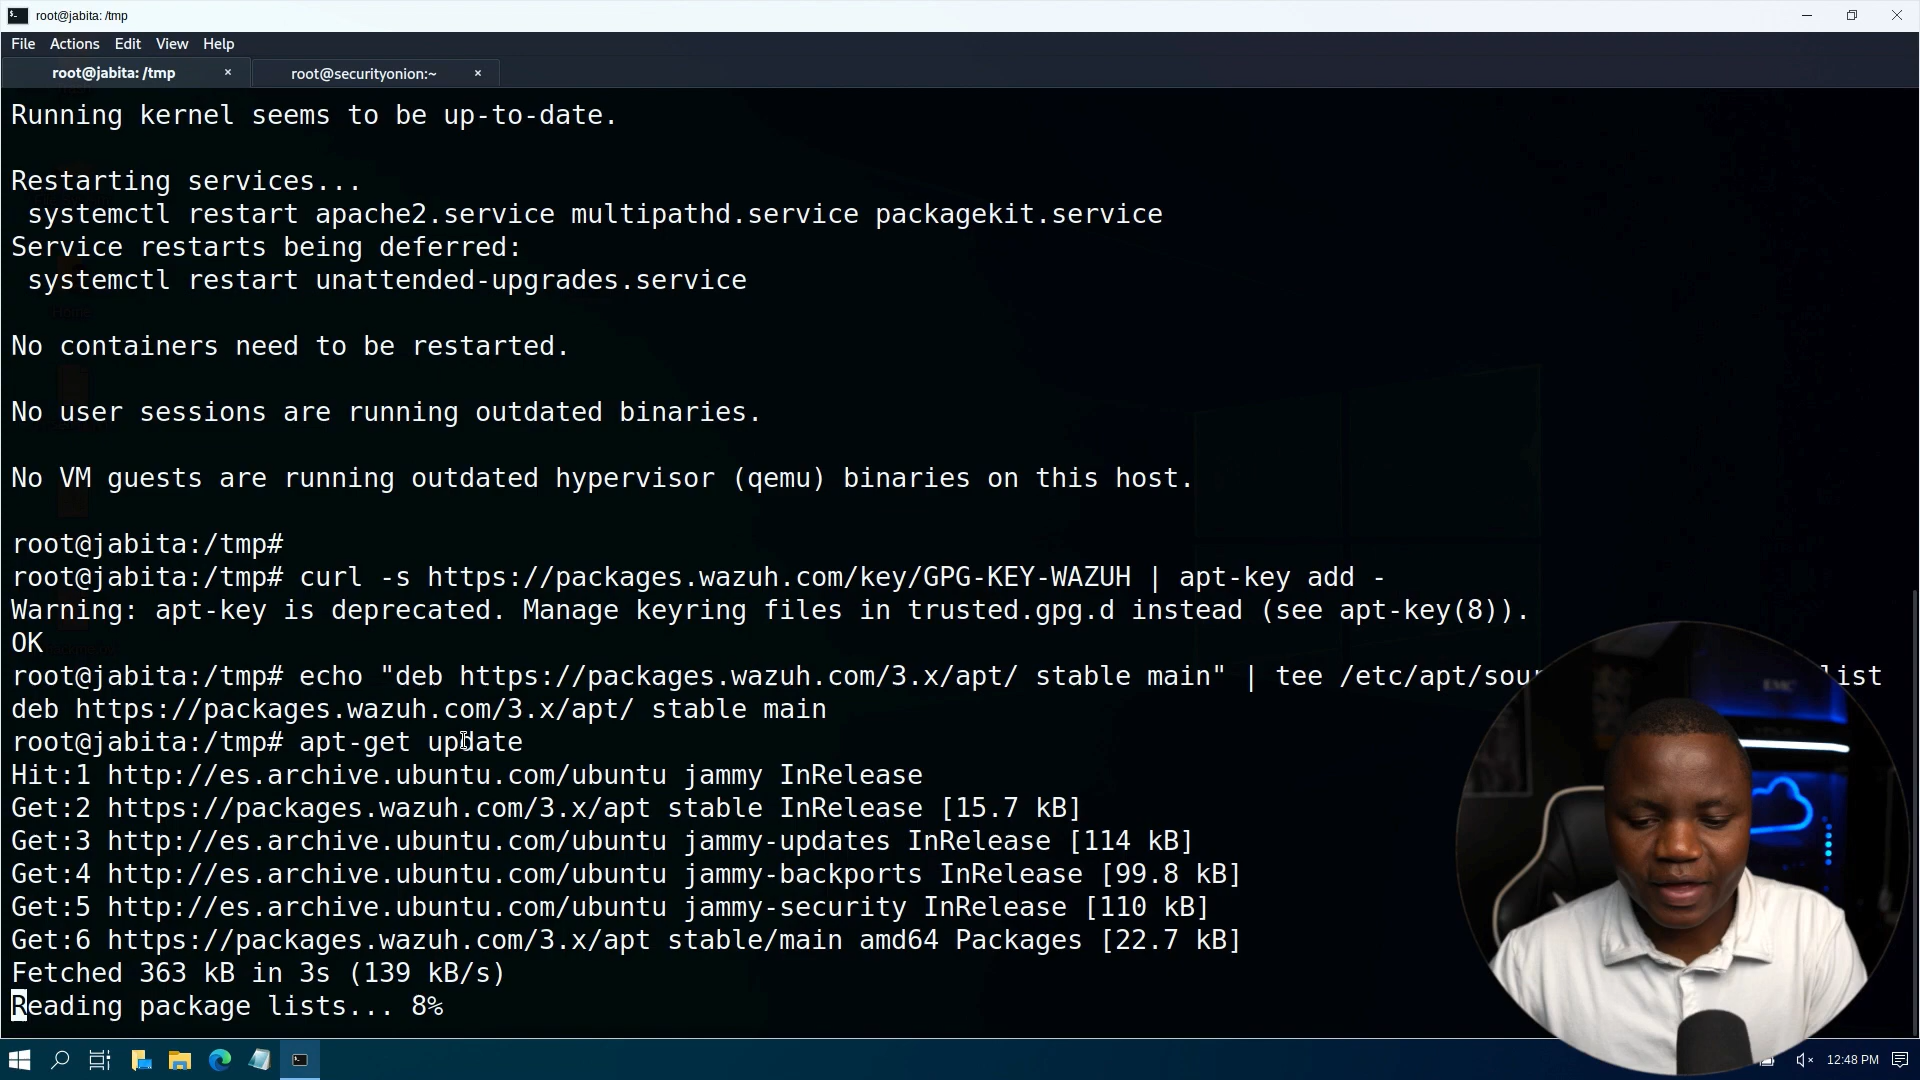 root@jabita: /tmp
File Actions Edit View Help
root@jabita: /tmp × root@securityonion:~ ×
Running kernel seems to be up-to-date.
Restarting services...
systemctl restart apache2.service multipathd.service packagekit.service
Service restarts being deferred:
systemctl restart unattended-upgrades.service
No containers need to be restarted.
No user sessions are running outdated binaries.
No VM guests are running outdated hypervisor (qemu) binaries on this host.
root@jabita:/tmp#
root@jabita:/tmp# curl -s https://packages.wazuh.com/key/GPG-KEY-WAZUH | apt-key add -
Warning: apt-key is deprecated. Manage keyring files in trusted.gpg.d instead (see apt-key(8)).
OK
root@jabita:/tmp# echo "deb https://packages.wazuh.com/3.x/apt/ stable main" | tee /etc/apt/sou list
deb https://packages.wazuh.com/3.x/apt/ stable main
root@jabita:/tmp# apt-get update
Hit:1 http://es.archive.ubuntu.com/ubuntu jammy InRelease
Get:2 https://packages.wazuh.com/3.x/apt stable InRelease [15.7 kB]
Get:3 http://es.archive.ubuntu.com/ubuntu jammy-updates InRelease [114 kB]
Get:4 http://es.archive.ubuntu.com/ubuntu jammy-backports InRelease [99.8 kB]
Get:5 http://es.archive.ubuntu.com/ubuntu jammy-security InRelease [110 kB]
Get:6 https://packages.wazuh.com/3.x/apt stable/main amd64 Packages [22.7 kB]
Fetched 363 kB in 3s (139 kB/s)
Reading package lists... 8%
12:48 PM